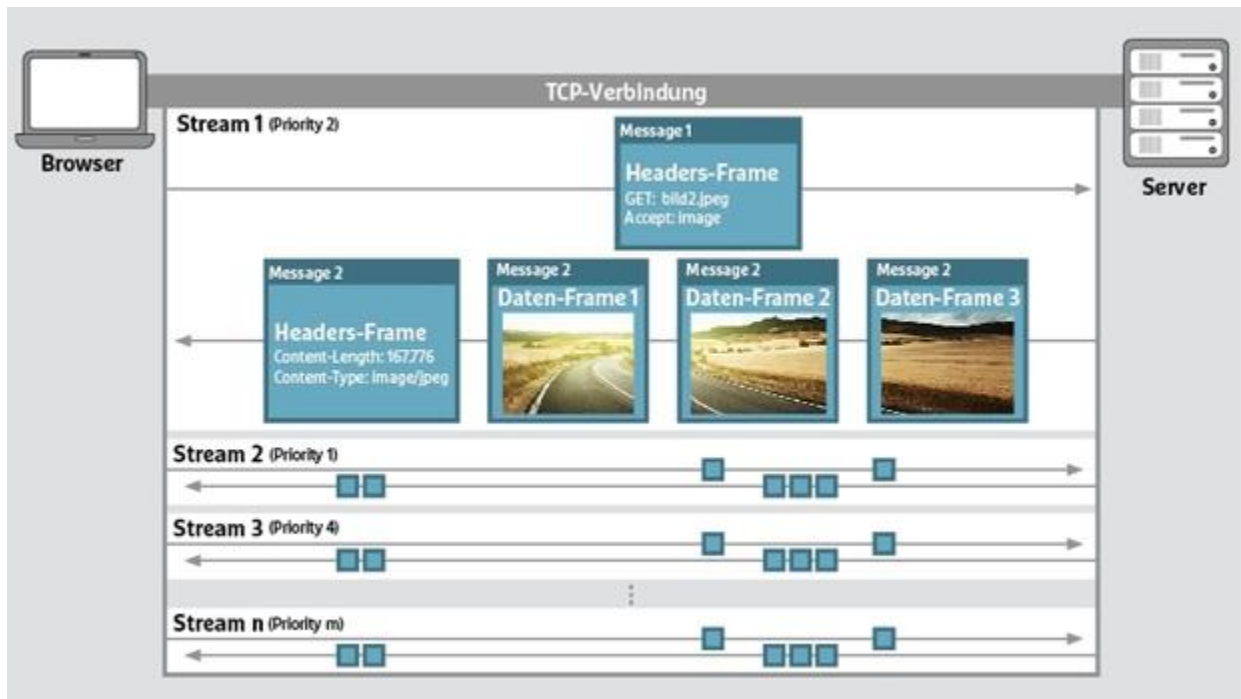 TCP-Verbindung
Browser
Server
Stream 1 (Priority 2)
Message 1
Headers-Frame
GET: bild2.jpeg
Accept: image
Message 2
Headers-Frame
Content-Length: 167.776
Content-Type: image/jpeg
Message 2
Daten-Frame 1
Message 2
Daten-Frame 2
Message 2
Daten-Frame 3
Stream 2 (Priority 1)
Stream 3 (Priority 4)
Stream n (Priority m)